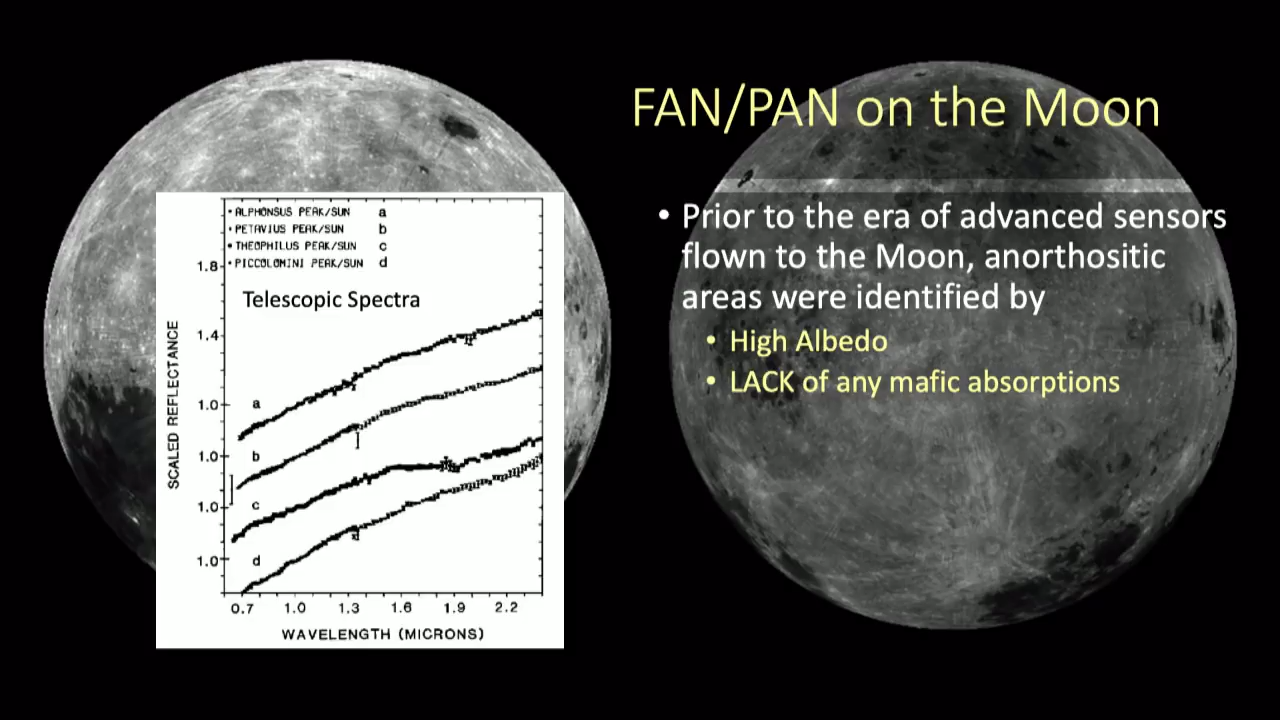 FAN/PAN on the Moon
• Prior to the era of advanced sensors
flown to the Moon, anorthositic
areas were identified by
• High Albedo
• LACK of any mafic absorptions
• ALPHONSUS PEAK/SUN a
• PETAVIUS PEAK/SUN b
• THEOPHILUS PEAK/SUN c
• PICCOLOMINI PEAK/SUN d
Telescopic Spectra
SCALED REFLECTANCE
1.8
1.4
1.0
1.0
1.0
1.0
a
b
c
d
0.7 1.0 1.3 1.6 1.9 2.2
WAVELENGTH (MICRONS)